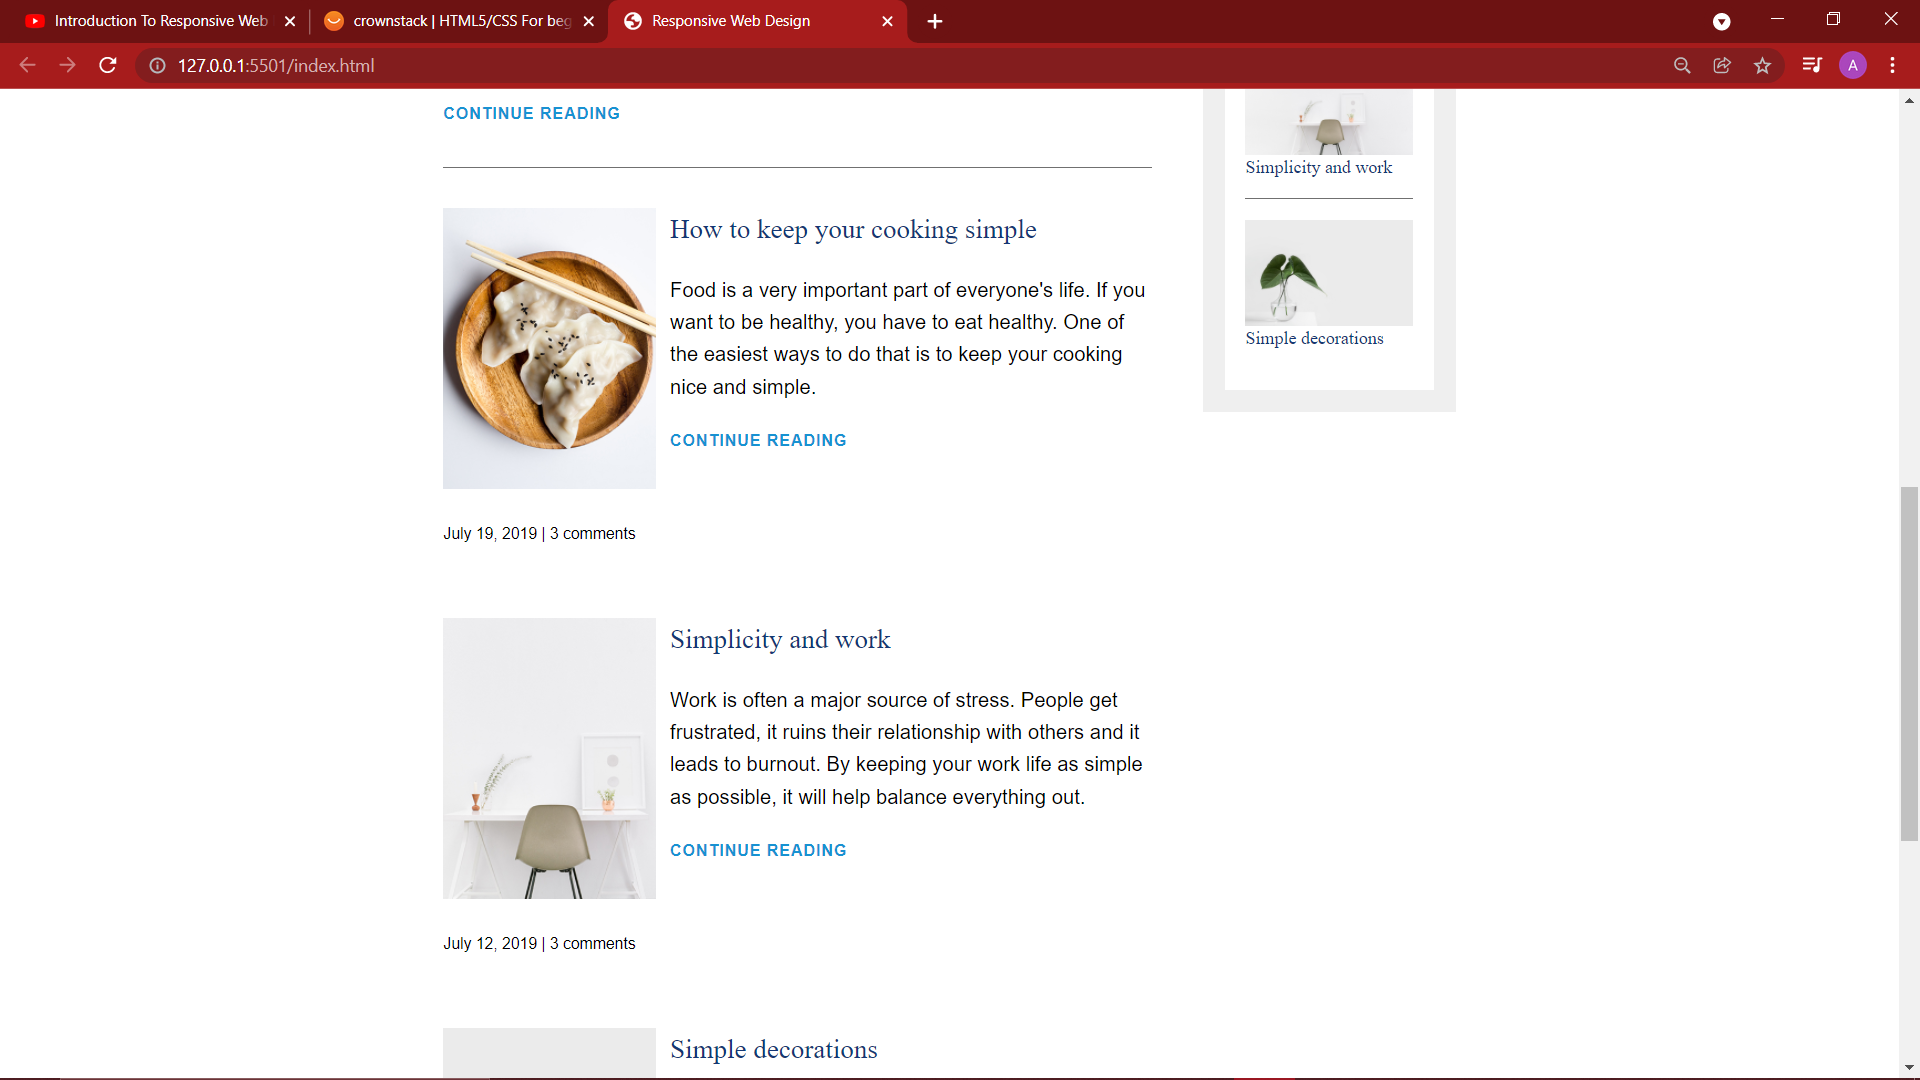 Introduction To Responsive Web
crownstack | HTML5/CSS For beg
Responsive Web Design
127.0.0.1:5501/index.html
A
CONTINUE READING
How to keep your cooking simple
Food is a very important part of everyone's life. If you
want to be healthy, you have to eat healthy. One of
the easiest ways to do that is to keep your cooking
nice and simple.
CONTINUE READING
July 19, 2019 | 3 comments
Simplicity and work
Work is often a major source of stress. People get
frustrated, it ruins their relationship with others and it
leads to burnout. By keeping your work life as simple
as possible, it will help balance everything out.
CONTINUE READING
July 12, 2019 | 3 comments
Simple decorations
Simplicity and work
Simple decorations